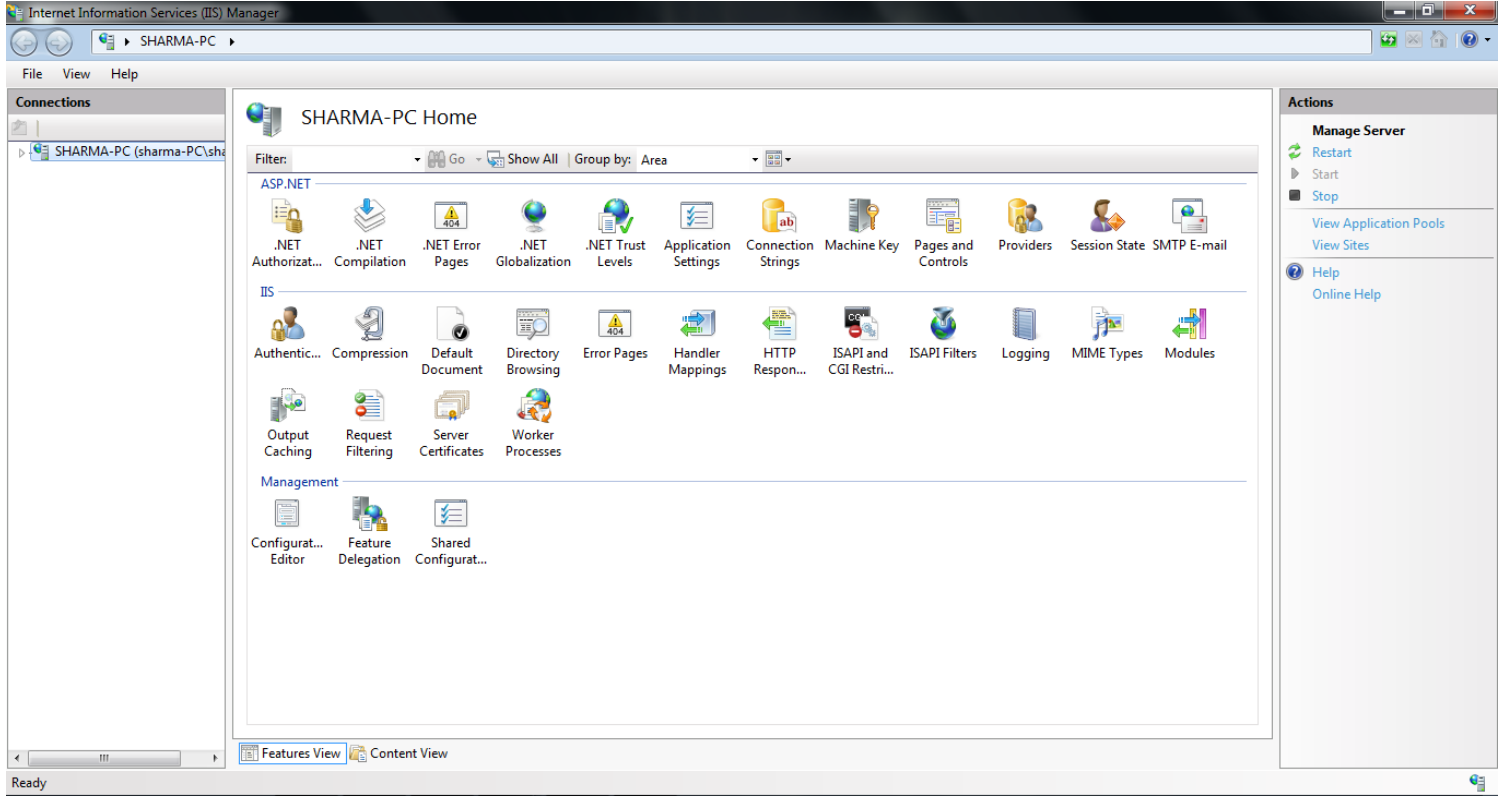 Internet Information Services (IIS) Manager
SHARMA-PC
File View Help
Connections
SHARMA-PC (sharma-PC\sha
SHARMA-PC Home
Filter: Go Show All Group by: Area
ASP.NET
.NET Authorizat...
.NET Compilation
.NET Error Pages
.NET Globalization
.NET Trust Levels
Application Settings
Connection Strings
Machine Key
Pages and Controls
Providers
Session State
SMTP E-mail
IIS
Authentic...
Compression
Default Document
Directory Browsing
Error Pages
Handler Mappings
HTTP Respon...
ISAPI and CGI Restri...
ISAPI Filters
Logging
MIME Types
Modules
Output Caching
Request Filtering
Server Certificates
Worker Processes
Management
Configurat... Editor
Feature Delegation
Shared Configurat...
Features View
Content View
Actions
Manage Server
Restart
Start
Stop
View Application Pools
View Sites
Help
Online Help
Ready